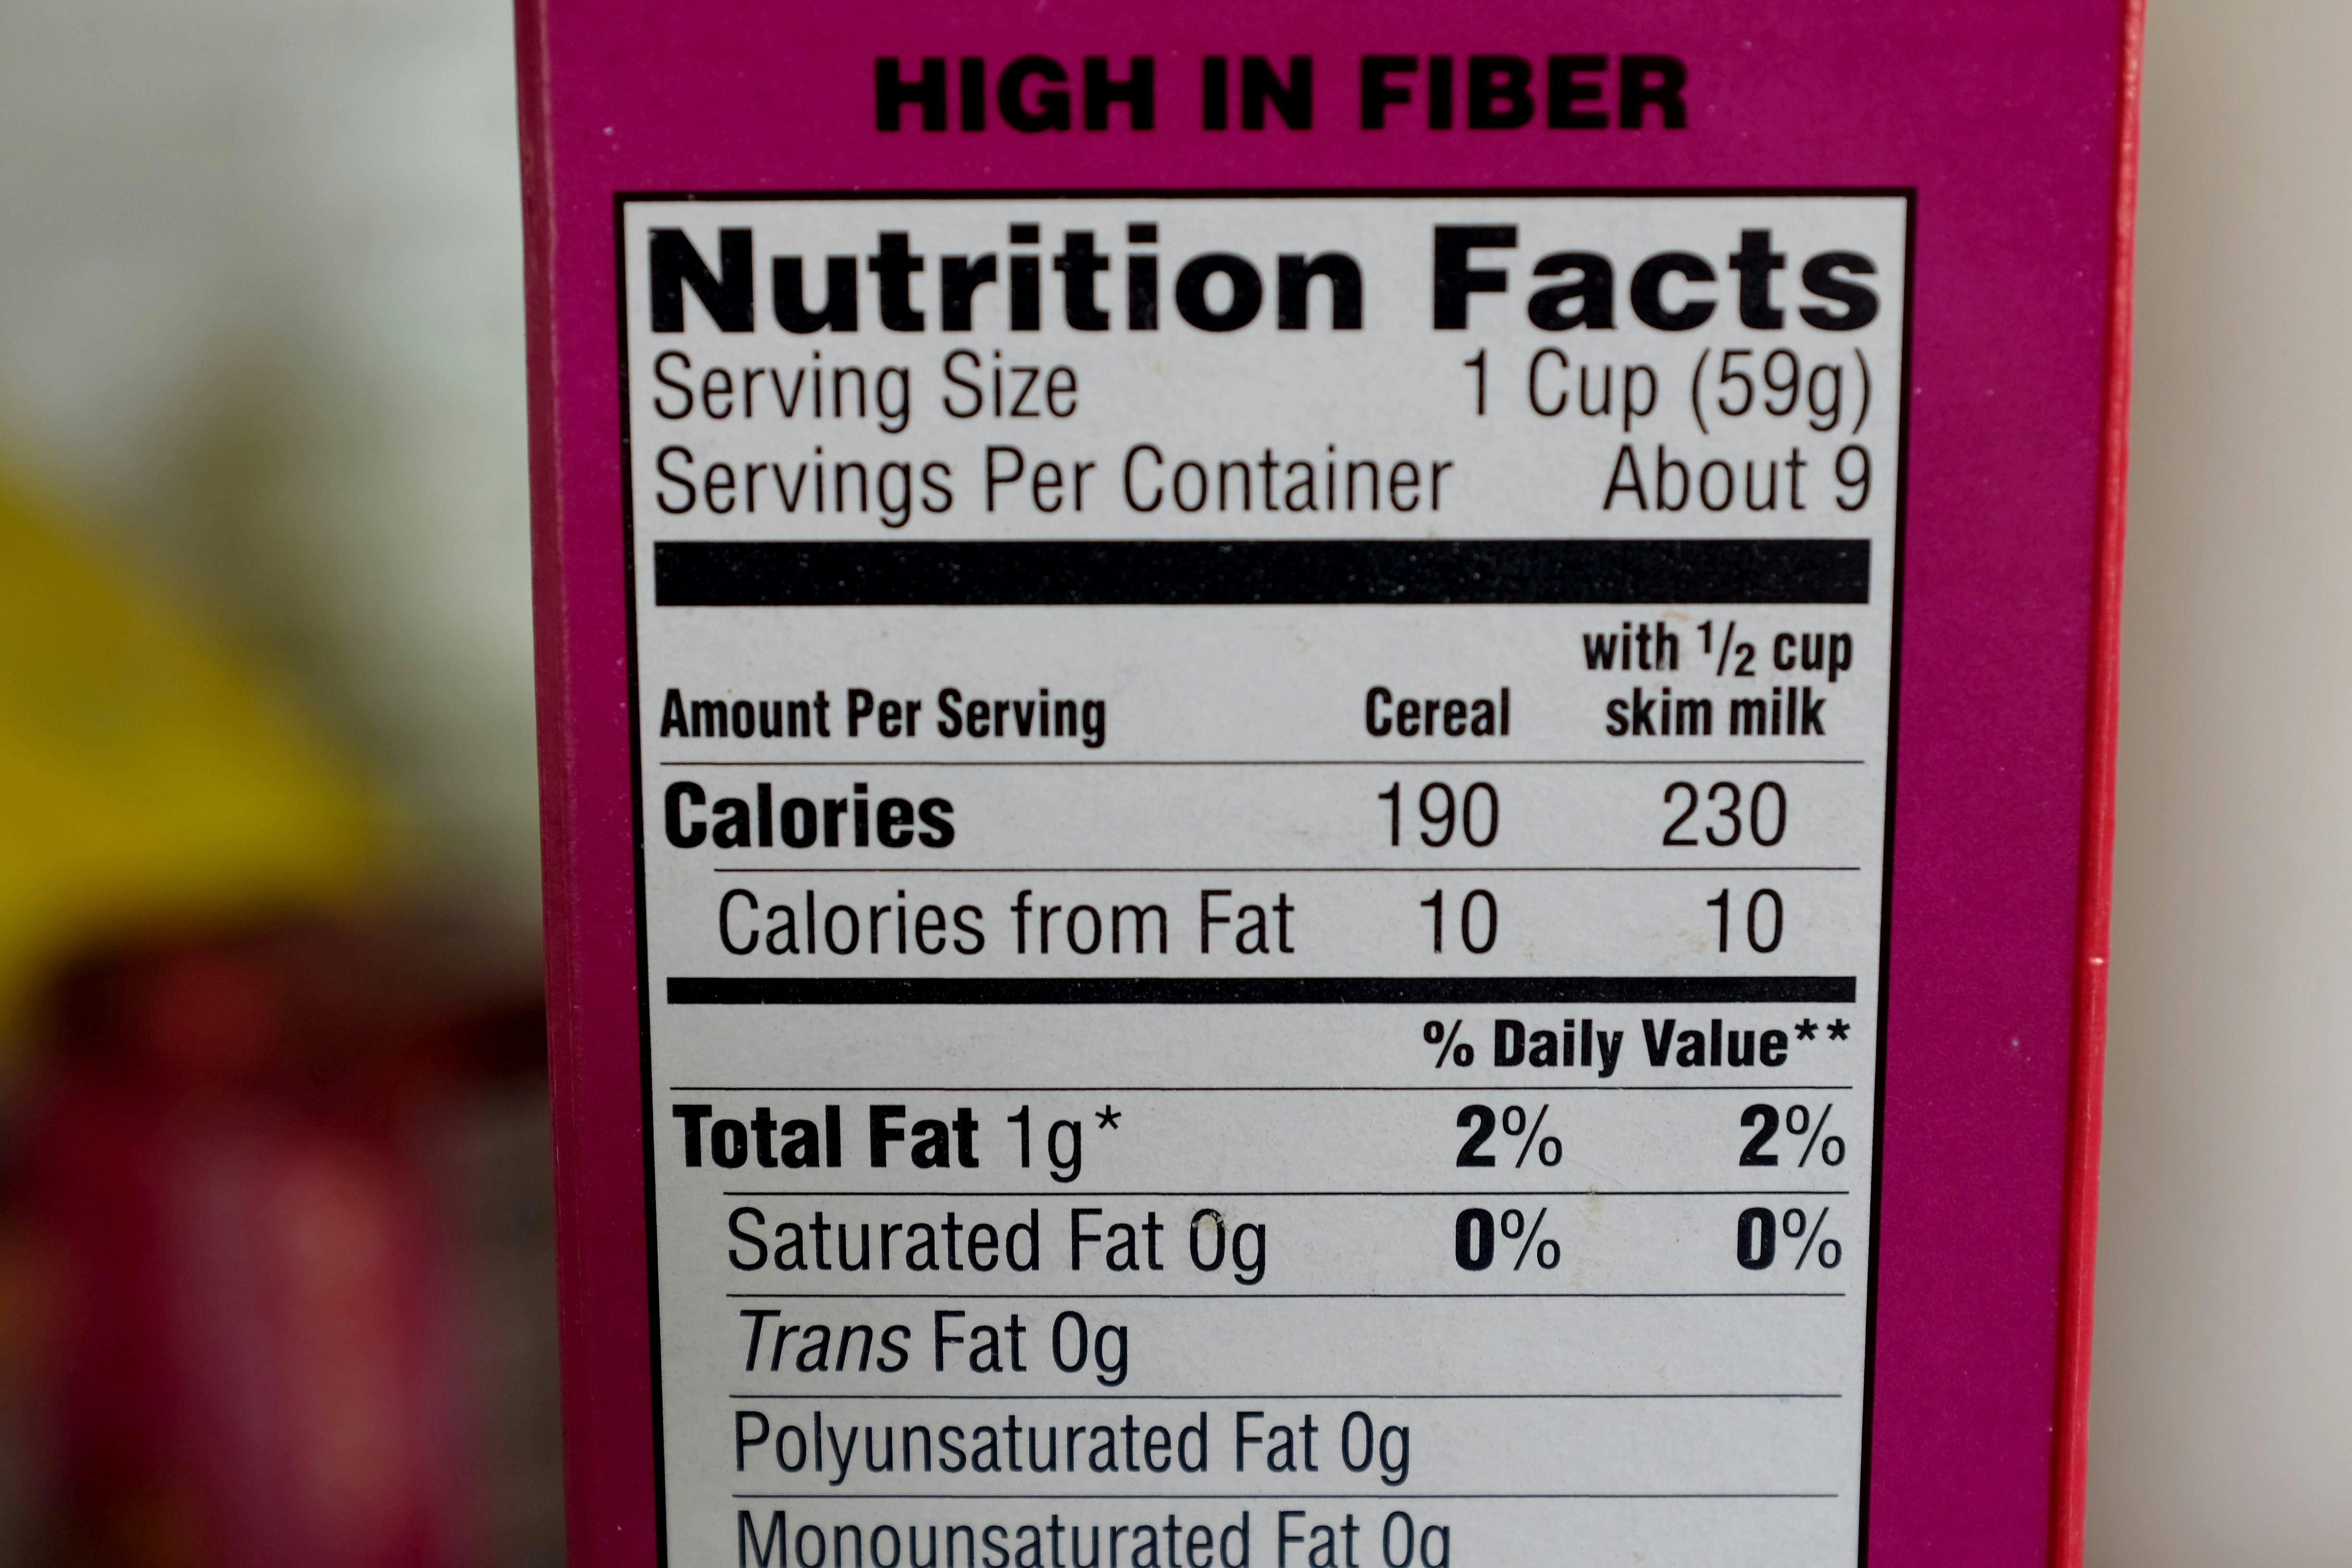 HIGH IN FIBER
Nutrition Facts
Serving Size 1 Cup (59g)
Servings Per Container About 9
with 1/2 cup
Amount Per Serving Cereal skim milk
Calories 190 230
Calories from Fat 10 10
% Daily Value**
Total Fat 1g* 2% 2%
Saturated Fat 0g 0% 0%
Trans Fat 0g
Polyunsaturated Fat 0g
Monounsaturated Fat 0g